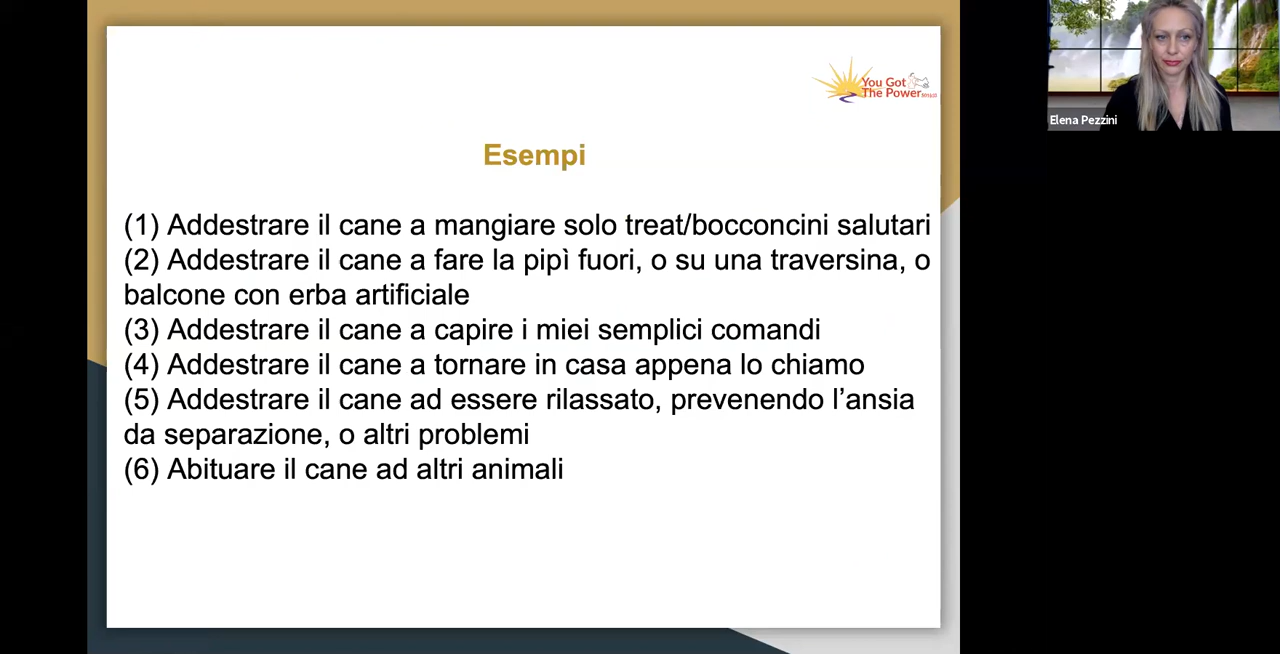 You Got
The Power
Elena Pezzini
Esempi
(1) Addestrare il cane a mangiare solo treat/bocconcini salutari
(2) Addestrare il cane a fare la pipì fuori, o su una traversina, o
balcone con erba artificiale
(3) Addestrare il cane a capire i miei semplici comandi
(4) Addestrare il cane a tornare in casa appena lo chiamo
(5) Addestrare il cane ad essere rilassato, prevenendo l’ansia
da separazione, o altri problemi
(6) Abituare il cane ad altri animali